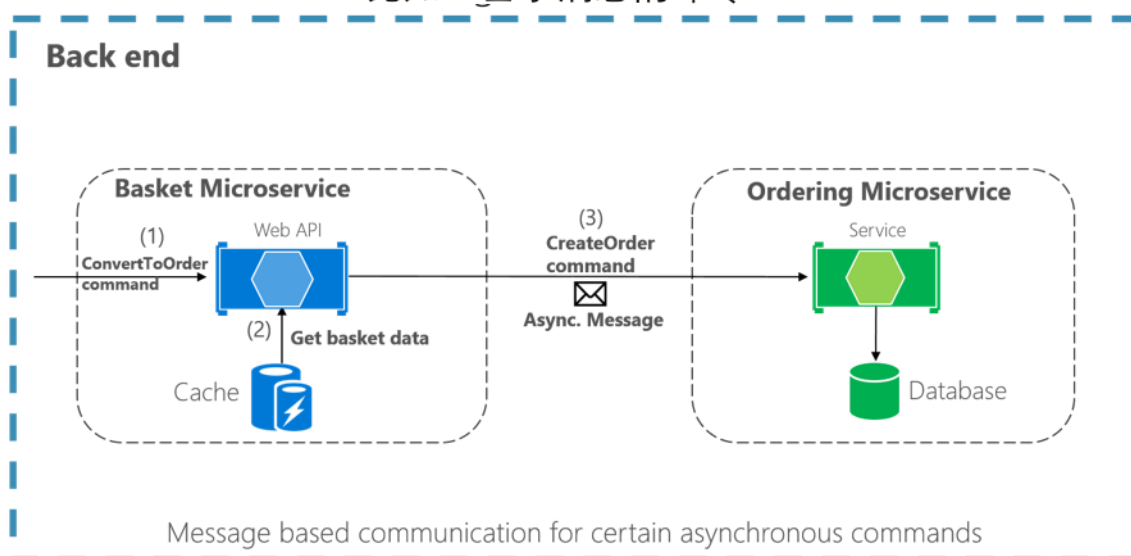 Back end
Basket Microservice
Web API
(1)
ConvertToOrder
command
(2)
Get basket data
Cache
(3)
CreateOrder
command
Async. Message
Ordering Microservice
Service
Database
Message based communication for certain asynchronous commands